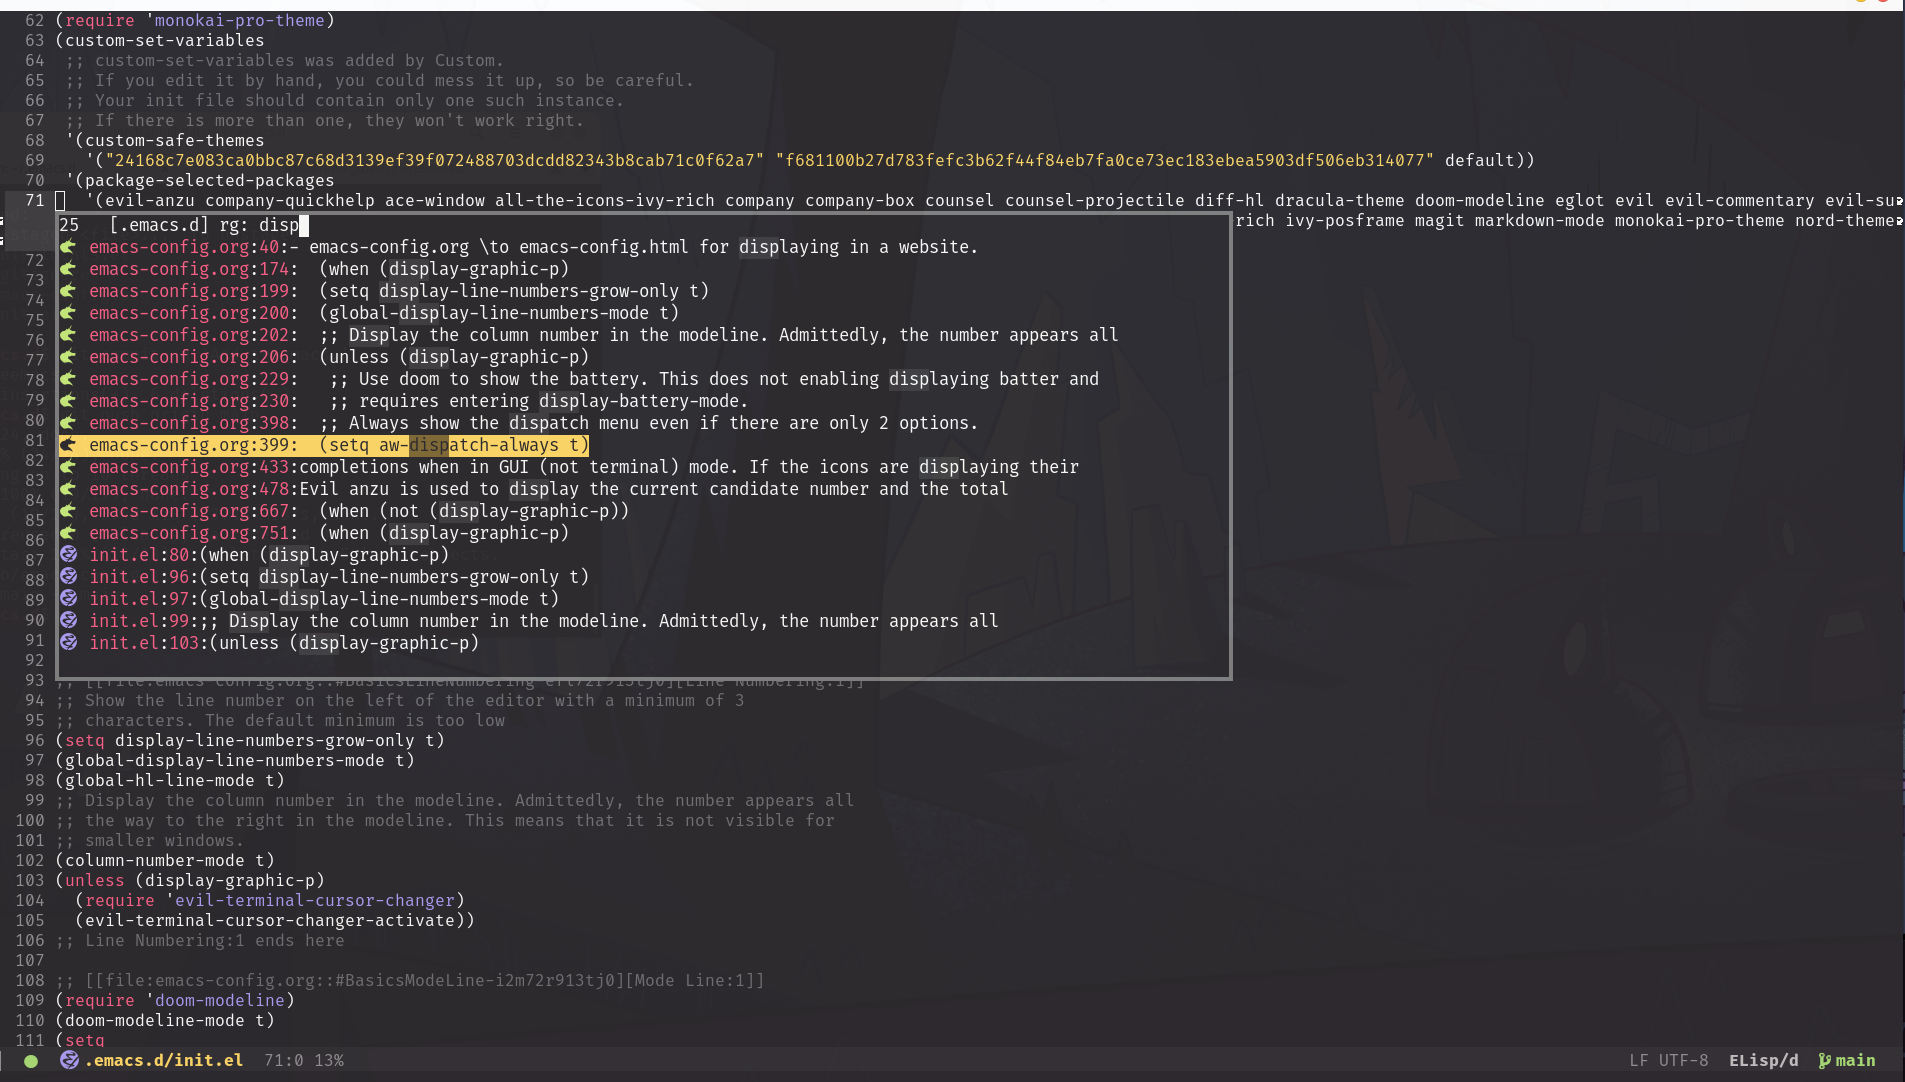 62 (require 'monokai-pro-theme)
63 (custom-set-variables
64 ;; custom-set-variables was added by Custom.
65 ;; If you edit it by hand, you could mess it up, so be careful.
66 ;; Your init file should contain only one such instance.
67 ;; If there is more than one, they won't work right.
68 '(custom-safe-themes
69 '("24168c7e083ca0bbc87c68d3139ef39f072488703dcdd82343b8cab71c0f62a7" "f681100b27d783fefc3b62f44f84eb7fa0ce73ec183ebea5903df506eb314077" default))
70 '(package-selected-packages
71 '(evil-anzu company-quickhelp ace-window all-the-icons-ivy-rich company company-box counsel counsel-projectile diff-hl dracula-theme doom-modeline eglot evil evil-commentary evil-su
rich ivy-posframe magit markdown-mode monokai-pro-theme nord-theme
25 [.emacs.d] rg: disp
emacs-config.org:40:- emacs-config.org \to emacs-config.html for displaying in a website.
emacs-config.org:174: (when (display-graphic-p)
emacs-config.org:199: (setq display-line-numbers-grow-only t)
emacs-config.org:200: (global-display-line-numbers-mode t)
emacs-config.org:202: ;; Display the column number in the modeline. Admittedly, the number appears all
emacs-config.org:206: (unless (display-graphic-p)
emacs-config.org:229: ;; Use doom to show the battery. This does not enabling displaying batter and
emacs-config.org:230: ;; requires entering display-battery-mode.
emacs-config.org:398: ;; Always show the dispatch menu even if there are only 2 options.
emacs-config.org:399: (setq aw-dispatch-always t)
emacs-config.org:433:completions when in GUI (not terminal) mode. If the icons are displaying their
emacs-config.org:478:Evil anzu is used to display the current candidate number and the total
emacs-config.org:667: (when (not (display-graphic-p))
emacs-config.org:751: (when (display-graphic-p)
init.el:80:(when (display-graphic-p)
init.el:96:(setq display-line-numbers-grow-only t)
init.el:97:(global-display-line-numbers-mode t)
init.el:99:;; Display the column number in the modeline. Admittedly, the number appears all
init.el:103:(unless (display-graphic-p)
72
73
74
75
76
77
78
79
80
81
82
83
84
85
86
87
88
89
90
91
92
93 ;; [[file:emacs-config.org::#BasicsLineNumbering-eft72r913tj0][Line Numbering:1]]
94 ;; Show the line number on the left of the editor with a minimum of 3
95 ;; characters. The default minimum is too low
96 (setq display-line-numbers-grow-only t)
97 (global-display-line-numbers-mode t)
98 (global-hl-line-mode t)
99 ;; Display the column number in the modeline. Admittedly, the number appears all
100 ;; the way to the right in the modeline. This means that it is not visible for
101 ;; smaller windows.
102 (column-number-mode t)
103 (unless (display-graphic-p)
104 (require 'evil-terminal-cursor-changer)
105 (evil-terminal-cursor-changer-activate))
106 ;; Line Numbering:1 ends here
107
108 ;; [[file:emacs-config.org::#BasicsModeLine-i2m72r913tj0][Mode Line:1]]
109 (require 'doom-modeline)
110 (doom-modeline-mode t)
111 (setq
.emacs.d/init.el 71:0 13% LF UTF-8 ELisp/d main